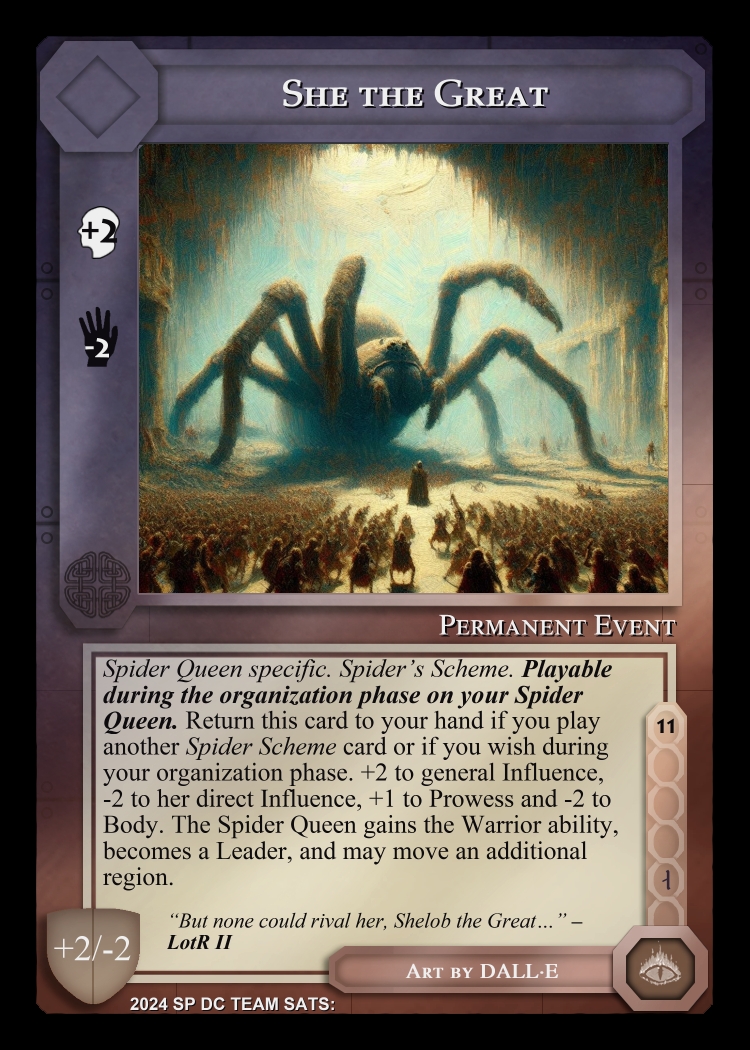 She the Great
+2
-2
Permanent Event
Spider Queen specific. Spider’s Scheme. Playable
during the organization phase on your Spider
Queen. Return this card to your hand if you play
another Spider Scheme card or if you wish during
your organization phase. +2 to general Influence,
-2 to her direct Influence, +1 to Prowess and -2 to
Body. The Spider Queen gains the Warrior ability,
becomes a Leader, and may move an additional
region.
11
“But none could rival her, Shelob the Great…” –
LotR II
+2/-2
Art by DALL·E
2024 SP DC TEAM SATS: